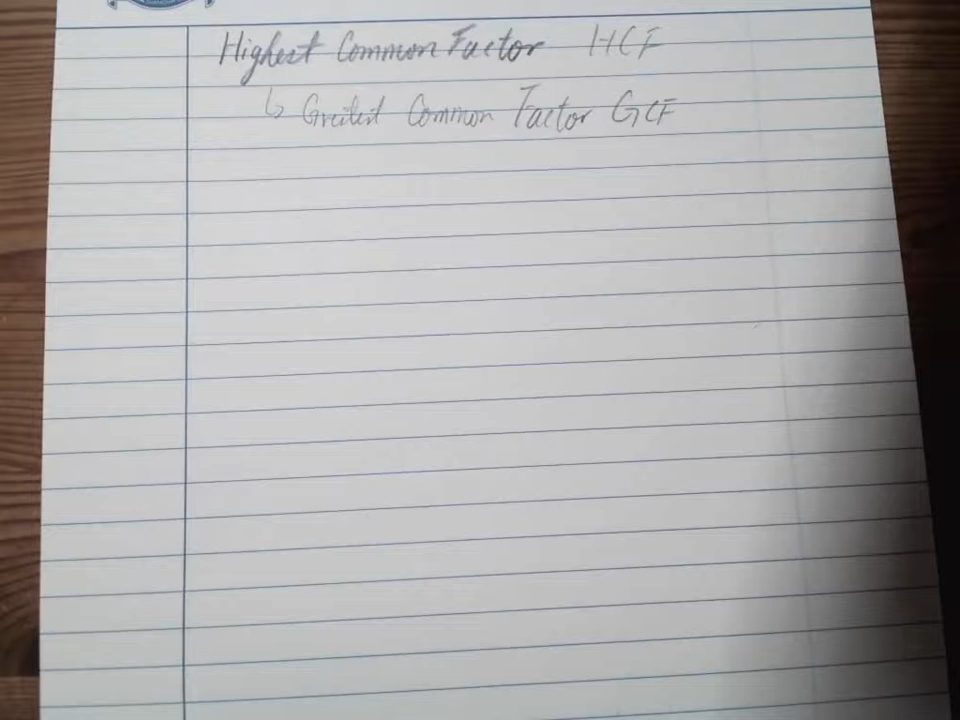 Highest Common Factor HCF
↳ Greatest Common Factor GCF